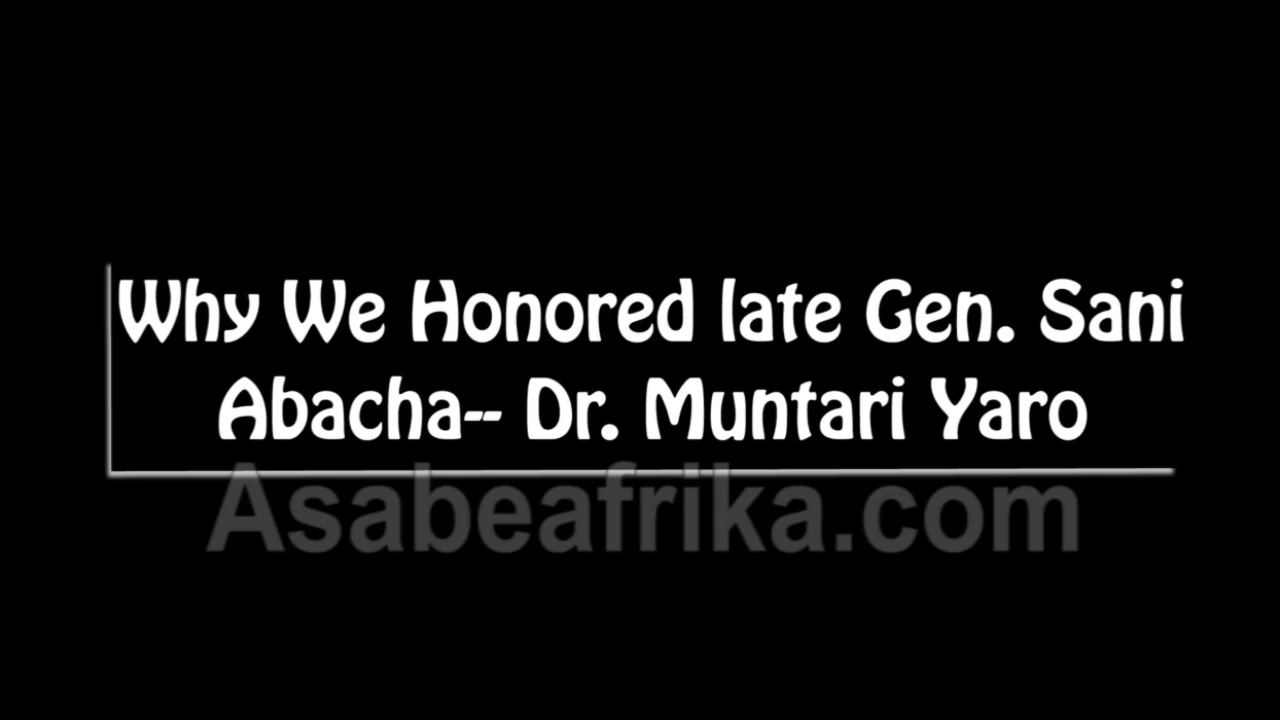 Why We Honored late Gen. Sani
Abacha-- Dr. Muntari Yaro
Asabeafrika.com